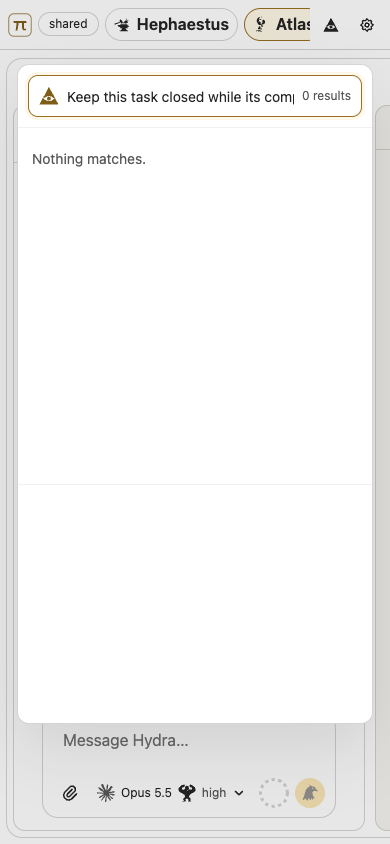 π shared Hephaestus Atlas
Keep this task closed while its comp 0 results
Nothing matches.
Message Hydra...
Opus 5.5 high